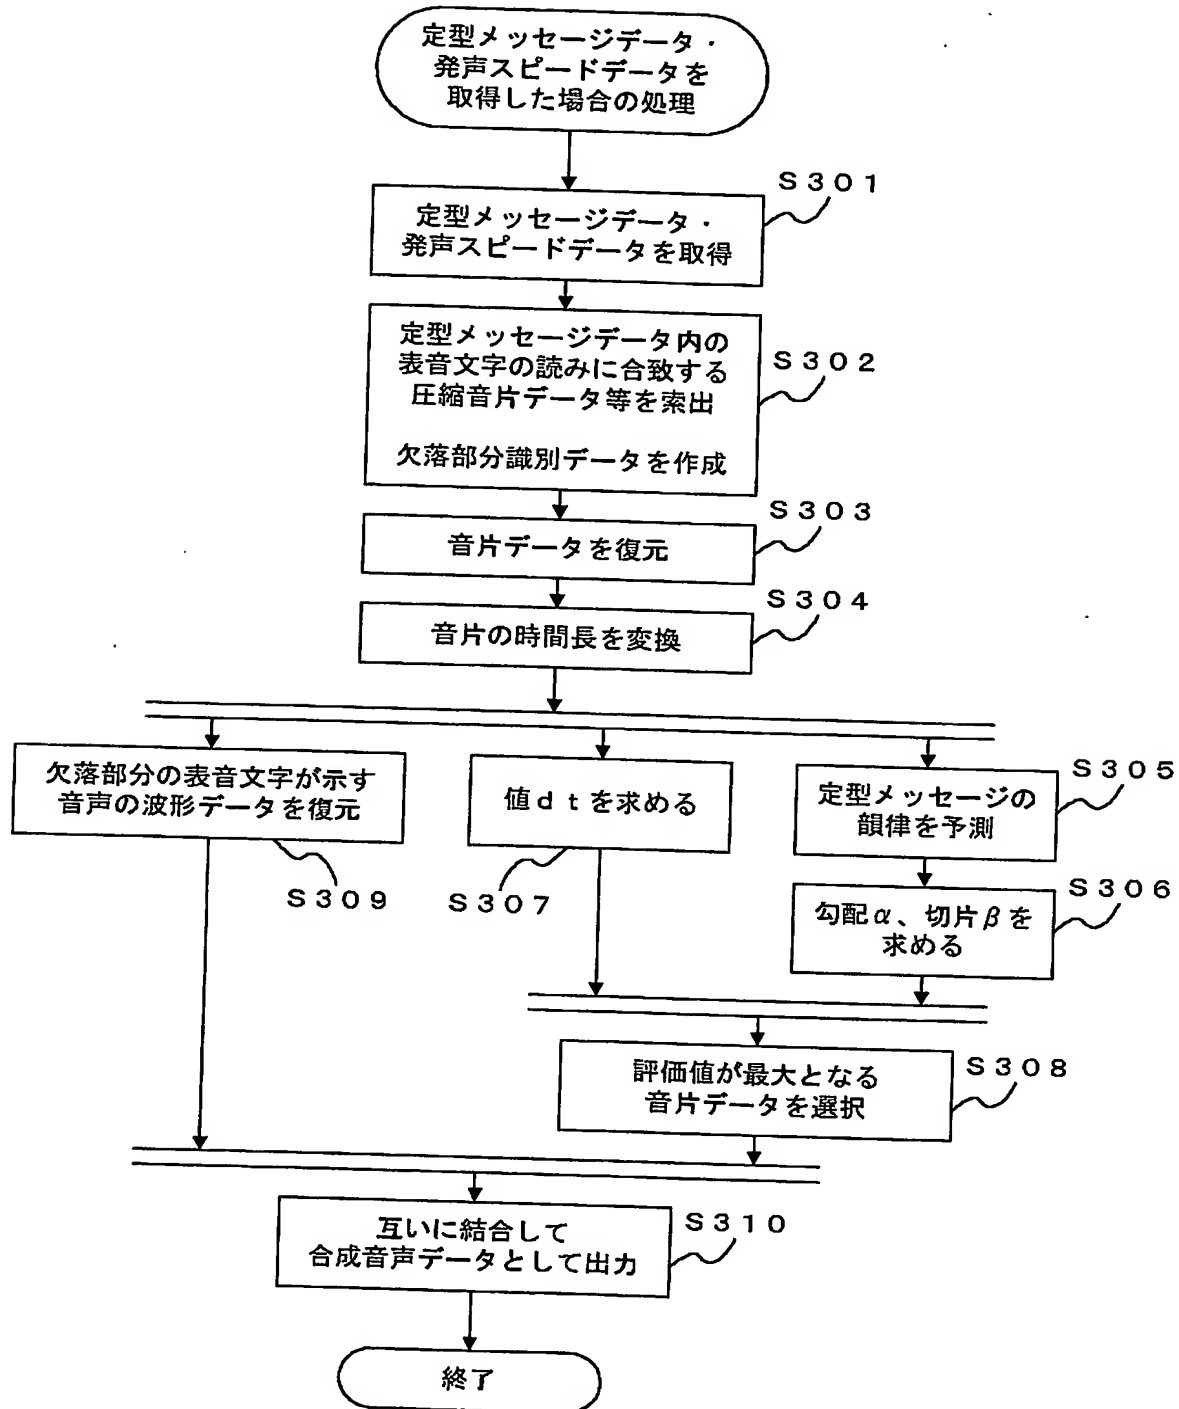 定型メッセージデータ・
発声スピードデータを
取得した場合の処理
S301
定型メッセージデータ・
発声スピードデータを取得
S302
定型メッセージデータ内の
表音文字の読みに合致する
圧縮音片データ等を索出
欠落部分識別データを作成
S303
音片データを復元
S304
音片の時間長を変換
欠落部分の表音文字が示す
音声の波形データを復元
S309
値dtを求める
S307
S305
定型メッセージの
韻律を予測
S306
勾配α、切片βを
求める
S308
評価値が最大となる
音片データを選択
S310
互いに結合して
合成音声データとして出力
終了